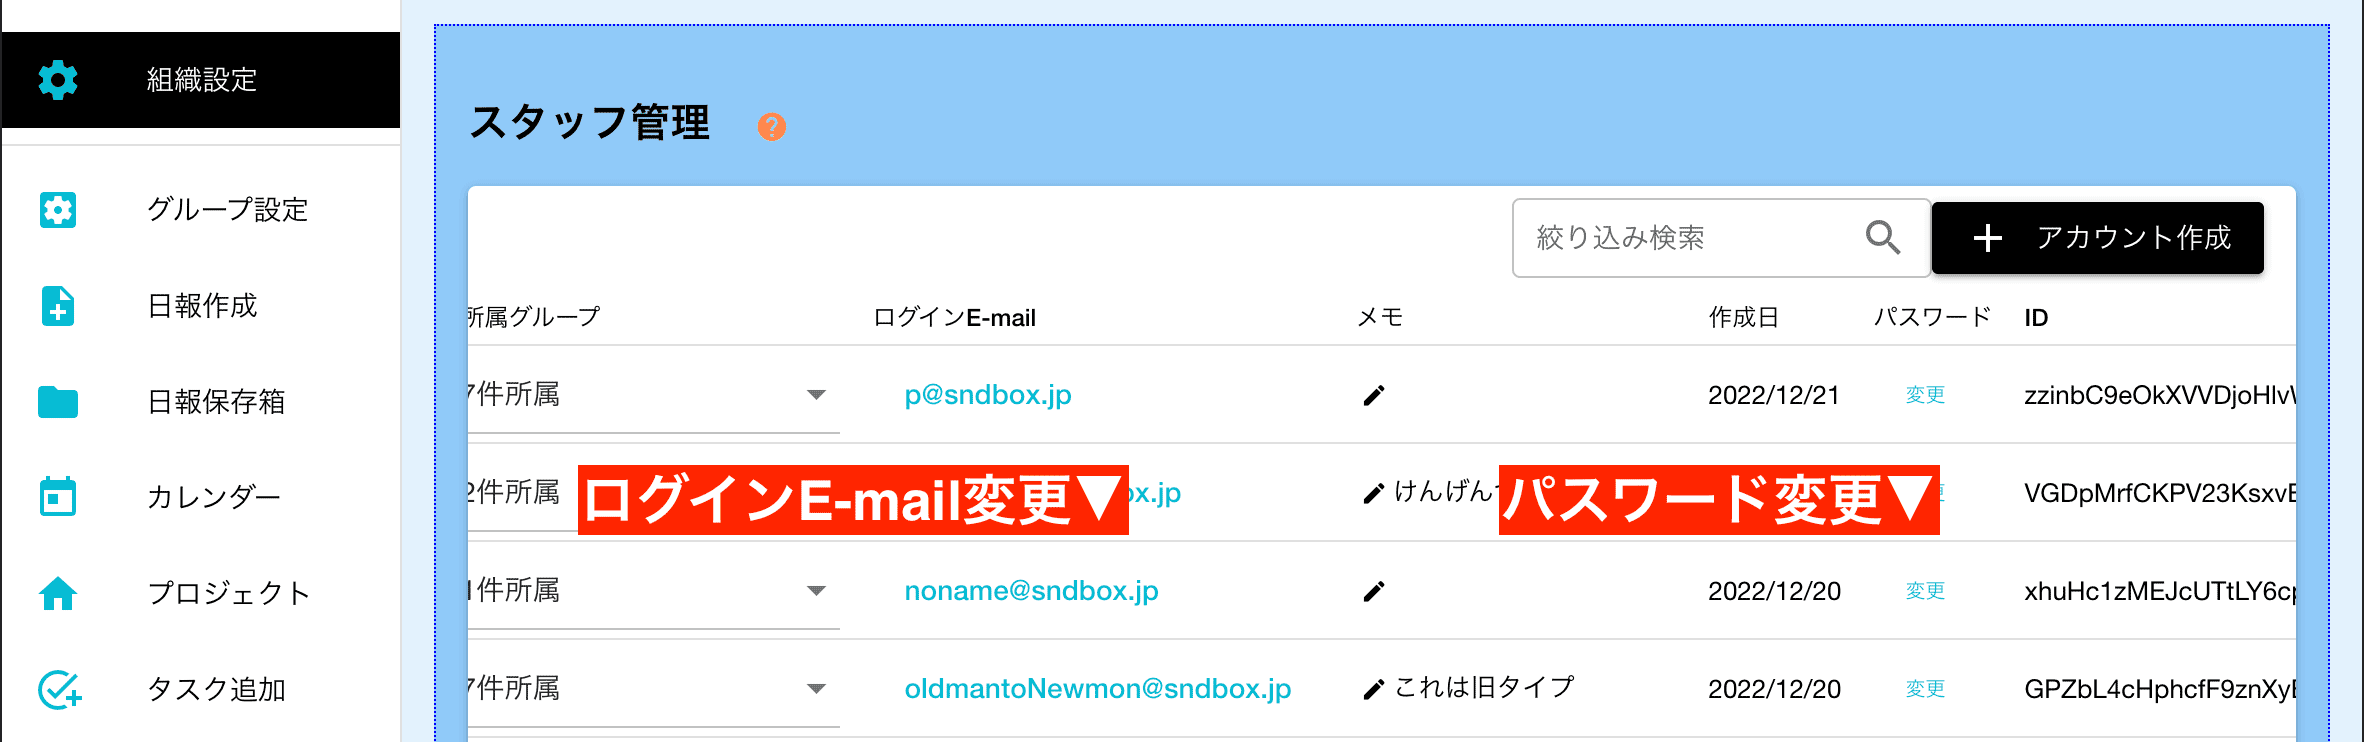 組織設定
グループ設定
日報作成
日報保存箱
カレンダー
プロジェクト
タスク追加
スタッフ管理 ?
絞り込み検索
+ アカウント作成
所属グループ ログインE-mail メモ 作成日 パスワード ID
7件所属 p@sndbox.jp 2022/12/21 変更 zzinbC9eOkXVVDjoHlv
2件所属 ログインE-mail変更▼ x.jp けんげん パスワード変更▼ VGDpMrfCKPV23Ksxv
1件所属 noname@sndbox.jp 2022/12/20 変更 xhuHc1zMEJcUTtLY6c
7件所属 oldmantoNewmon@sndbox.jp これは旧タイプ 2022/12/20 変更 GPZbL4cHphcfF9znXy